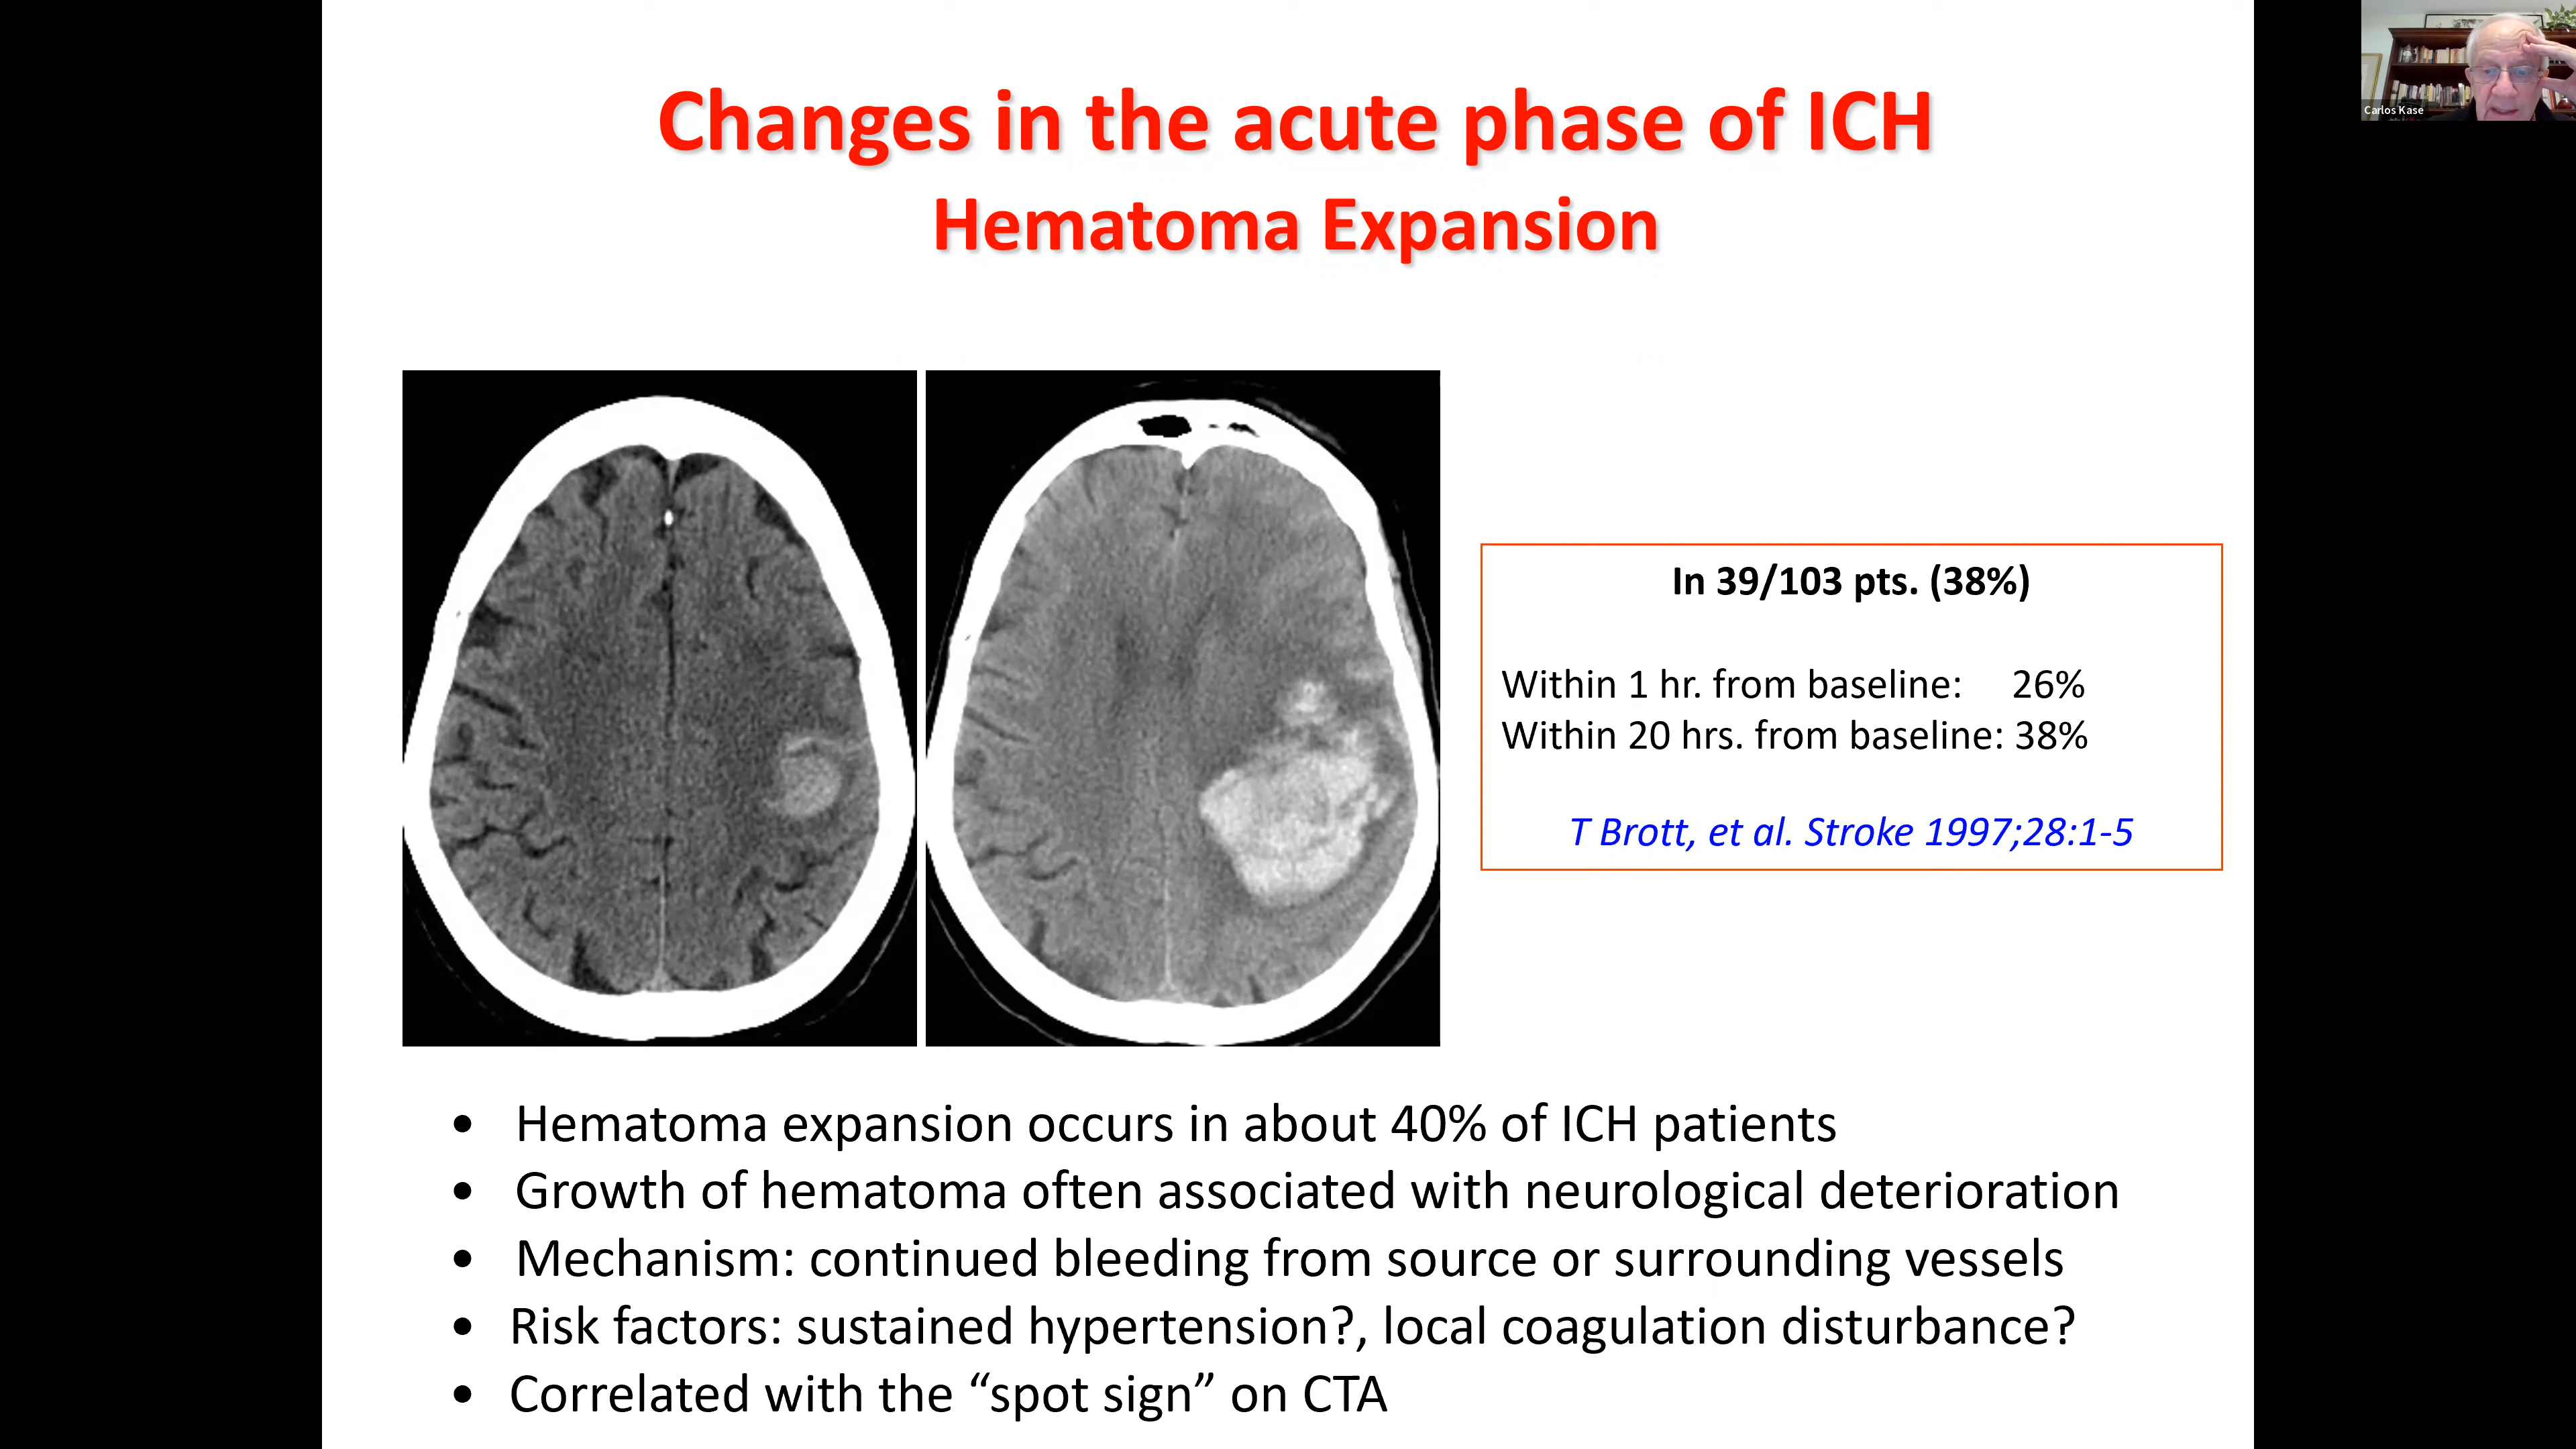 Changes in the acute phase of ICH
Hematoma Expansion
Carlos Kase
In 39/103 pts. (38%)
Within 1 hr. from baseline: 26%
Within 20 hrs. from baseline: 38%
T Brott, et al. Stroke 1997;28:1-5
• Hematoma expansion occurs in about 40% of ICH patients
• Growth of hematoma often associated with neurological deterioration
• Mechanism: continued bleeding from source or surrounding vessels
• Risk factors: sustained hypertension?, local coagulation disturbance?
• Correlated with the “spot sign” on CTA